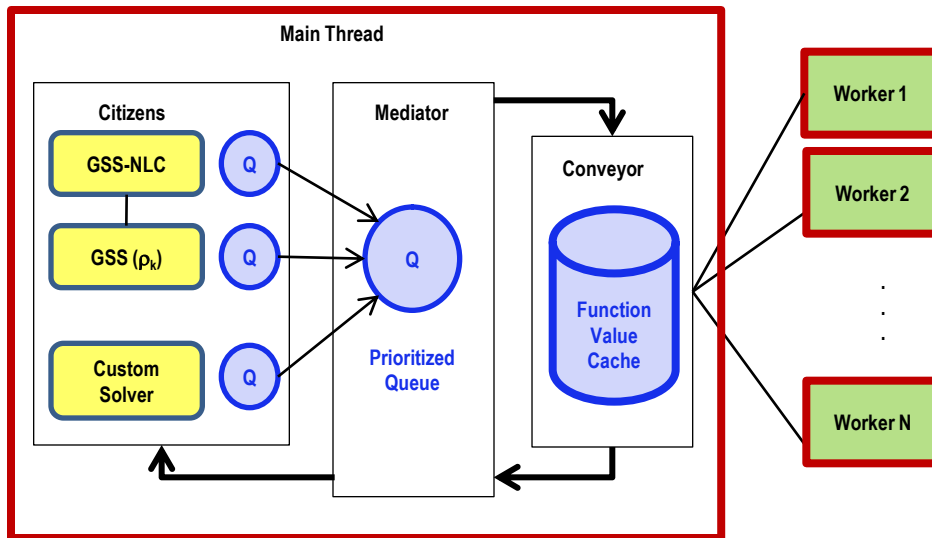 Main Thread
Citizens
GSS-NLC
Q
GSS (ρk)
Q
Custom
Solver
Q
Mediator
Q
Prioritized
Queue
Conveyor
Function
Value
Cache
Worker 1
Worker 2
.
.
.
Worker N